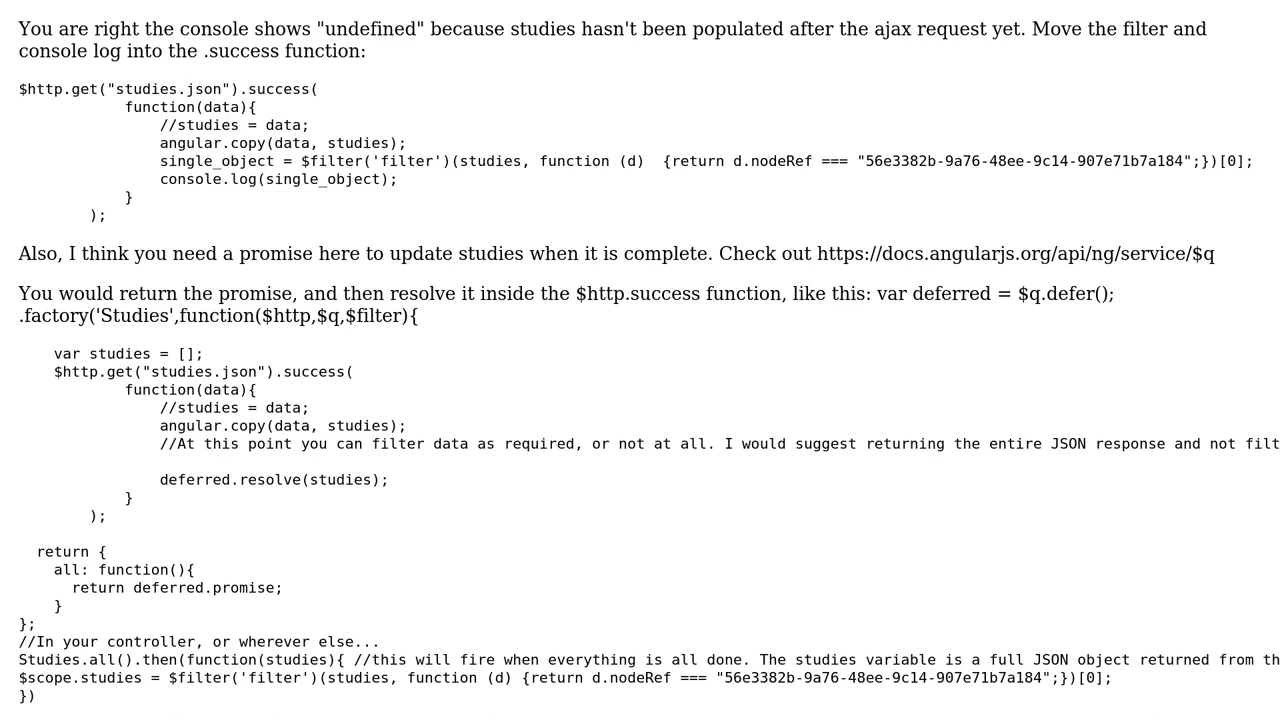 You are right the console shows "undefined" because studies hasn't been populated after the ajax request yet. Move the filter and
console log into the .success function:
$http.get("studies.json").success(
function(data){
//studies = data;
angular.copy(data, studies);
single_object = $filter('filter')(studies, function (d)  {return d.nodeRef === "56e3382b-9a76-48ee-9c14-907e71b7a184";})[0];
console.log(single_object);
}
);
Also, I think you need a promise here to update studies when it is complete. Check out https://docs.angularjs.org/api/ng/service/$q
You would return the promise, and then resolve it inside the $http.success function, like this: var deferred = $q.defer();
.factory('Studies',function($http,$q,$filter){
var studies = [];
$http.get("studies.json").success(
function(data){
//studies = data;
angular.copy(data, studies);
//At this point you can filter data as required, or not at all. I would suggest returning the entire JSON response and not filt
deferred.resolve(studies);
}
);
return {
all: function(){
return deferred.promise;
}
};
//In your controller, or wherever else...
Studies.all().then(function(studies){ //this will fire when everything is all done. The studies variable is a full JSON object returned from th
$scope.studies = $filter('filter')(studies, function (d) {return d.nodeRef === "56e3382b-9a76-48ee-9c14-907e71b7a184";})[0];
})